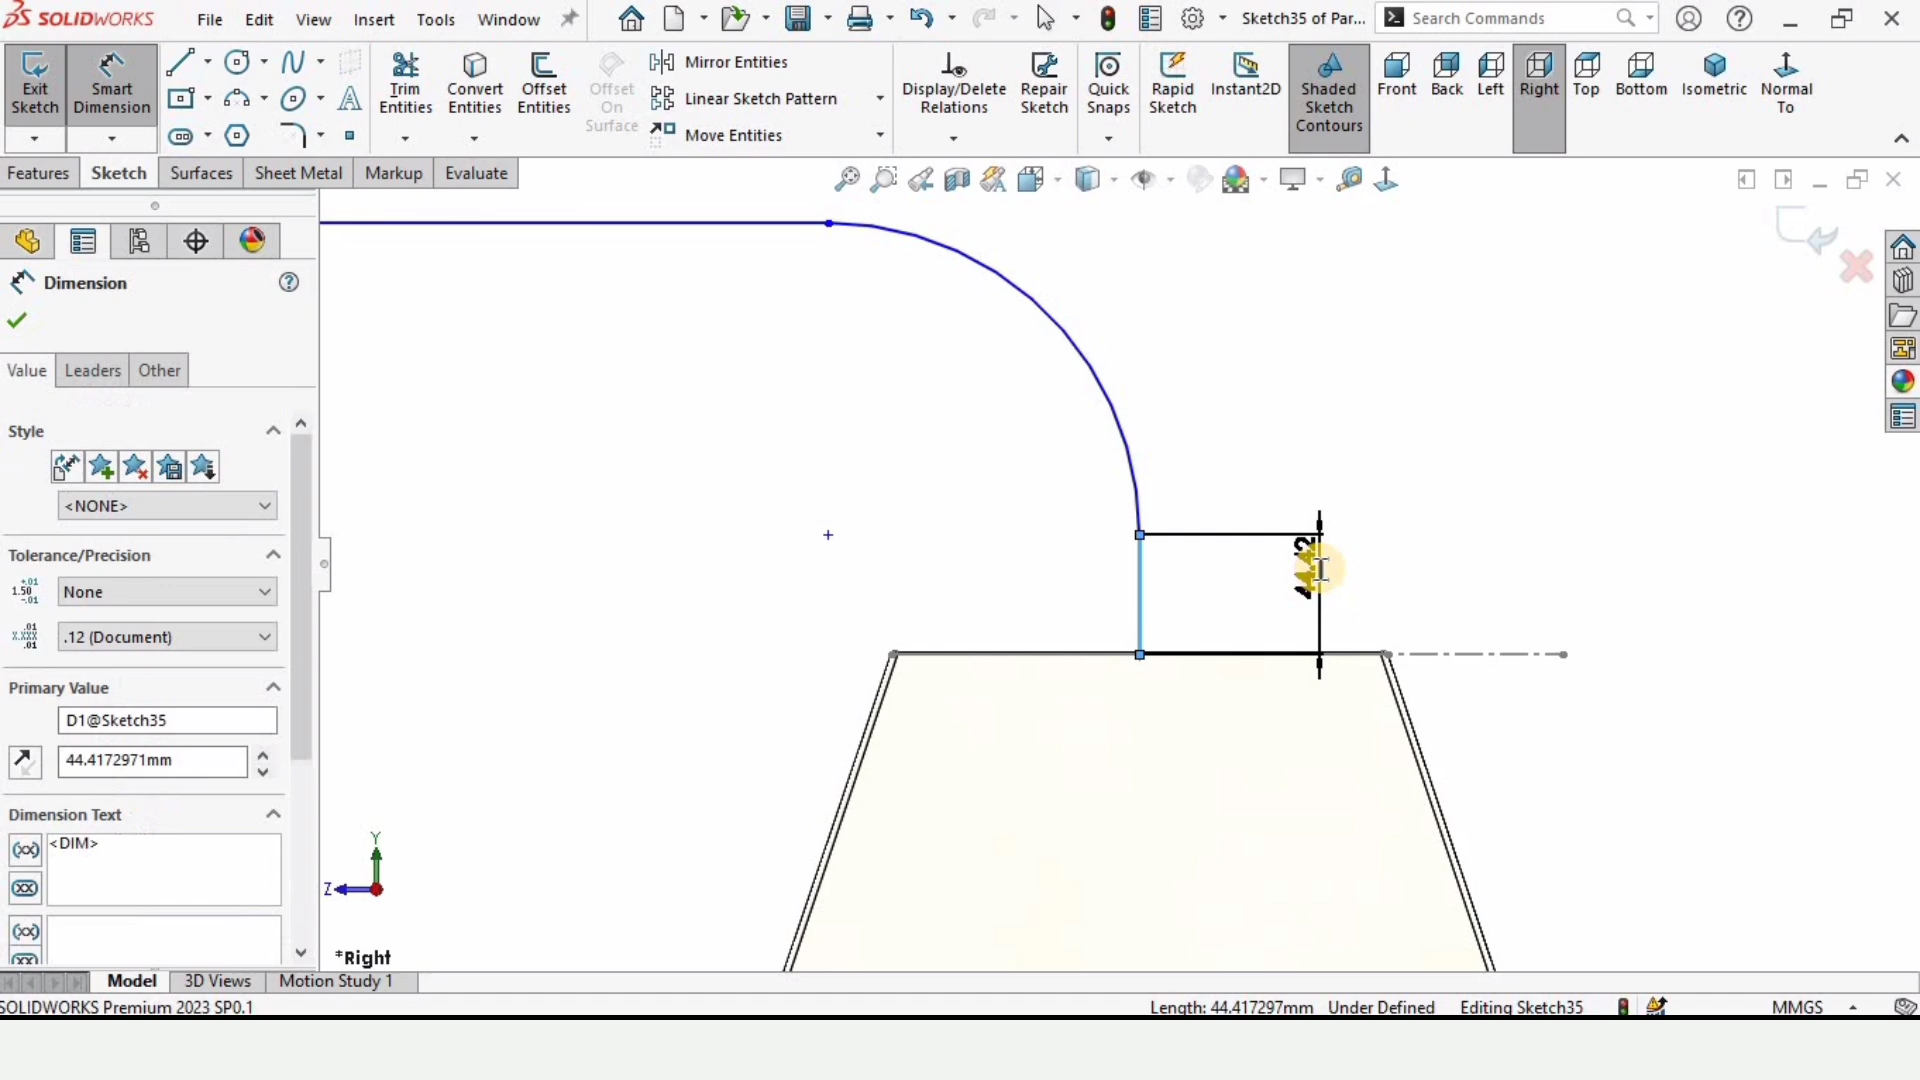 SOLIDWORKS File Edit View Insert Tools Window Sketch35 of Par... Search Commands
Exit Sketch
Smart Dimension
Trim Entities
Convert Entities
Offset Entities
Offset On Surface
Mirror Entities
Linear Sketch Pattern
Move Entities
Display/Delete Relations
Repair Sketch
Quick Snaps
Rapid Sketch
Instant2D
Shaded Sketch Contours
Front Back Left Right Top Bottom Isometric
Normal To
Features Sketch Surfaces Sheet Metal Markup Evaluate
Dimension
Value Leaders Other
Style
<NONE>
Tolerance/Precision
None
.12 (Document)
Primary Value
D1@Sketch35
44.4172971mm
Dimension Text
<DIM>
Y
Z
*Right
Model 3D Views Motion Study 1
SOLIDWORKS Premium 2023 SP0.1 Length: 44.417297mm Under Defined Editing Sketch35 MMGS